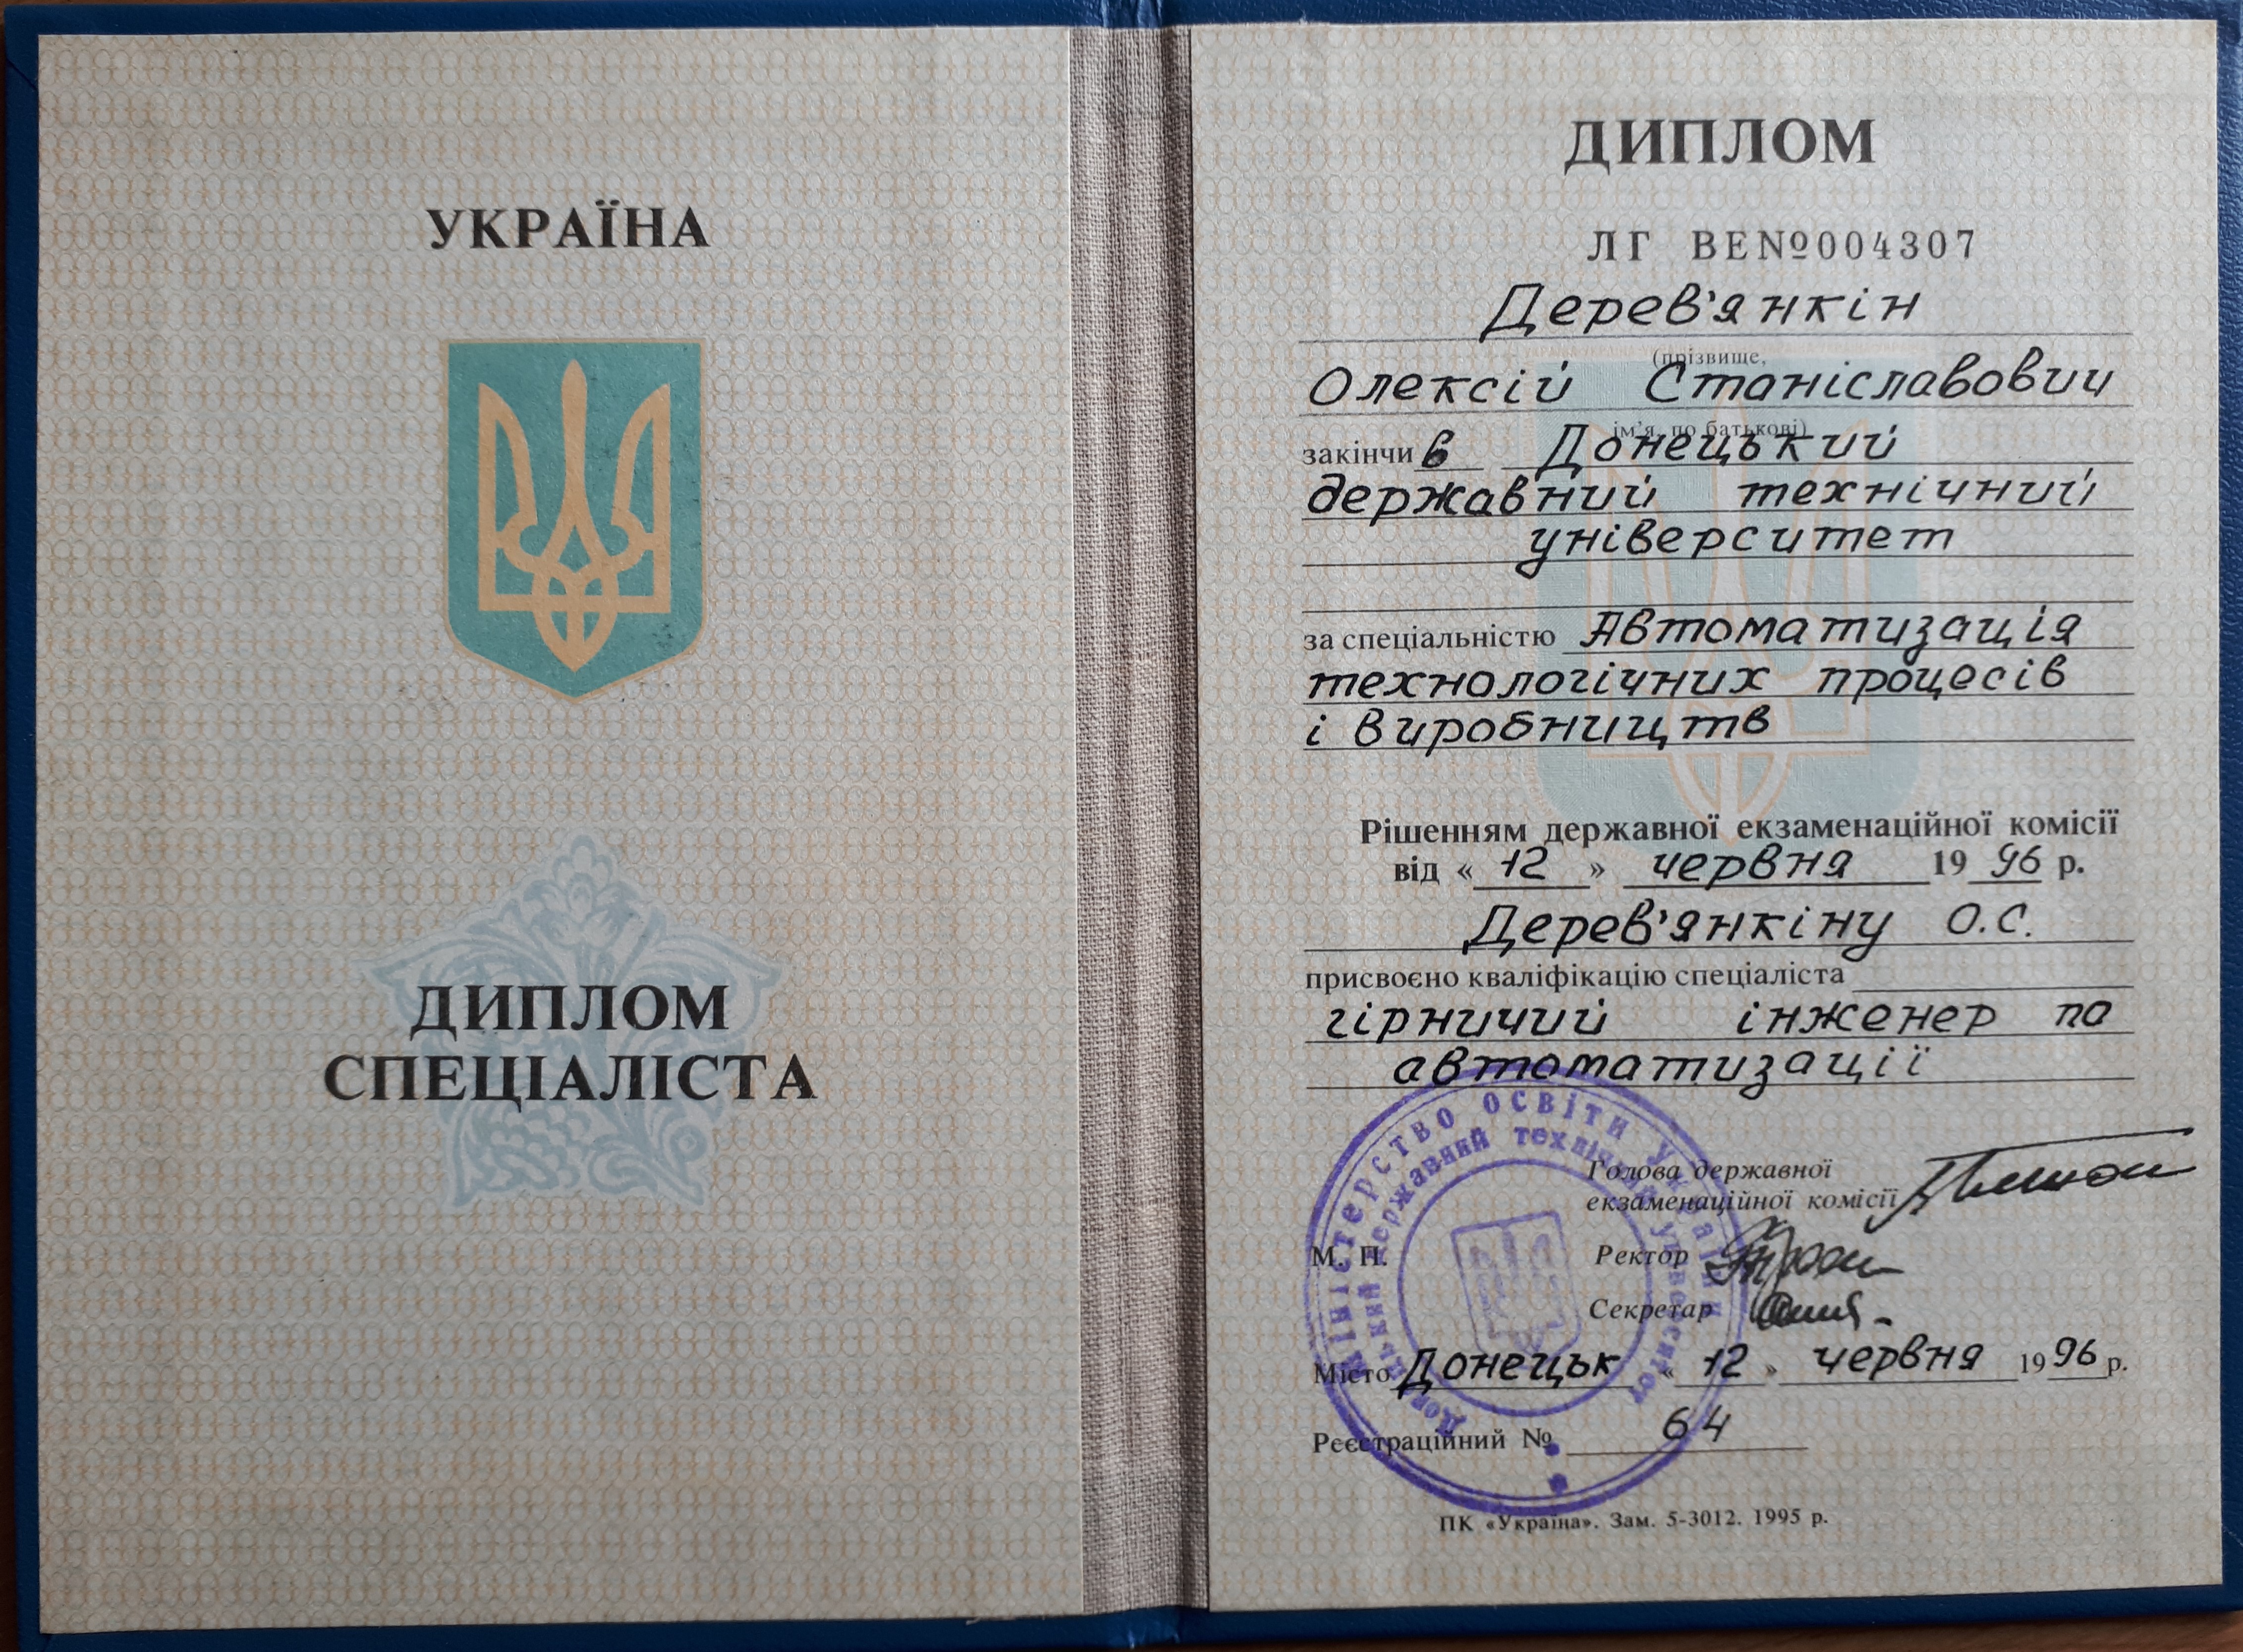 УКРАЇНА
ДИПЛОМ
СПЕЦІАЛІСТА
ДИПЛОМ
ЛГ ВЕ№004307
Дерев'янкін
(прізвище,
Олексій Станіславович
ім'я, по батькові)
закінчив Донецький
державний технічний
університет
за спеціальністю Автоматизація
технологічних процесів
і виробництв
Рішенням державної екзаменаційної комісії
від « 12 » червня 1996 р.
Дерев'янкіну О.С.
присвоєно кваліфікацію спеціаліста
гірничий інженер по
автоматизації
Міністерство освіти України
Донецький державний технічний університет
Голова державної
екзаменаційної комісії
М. П.
Ректор
Секретар
Місто Донецьк « 12 » червня 1996 р.
Реєстраційний № 64
ПК «Україна». Зам. 5-3012. 1995 р.